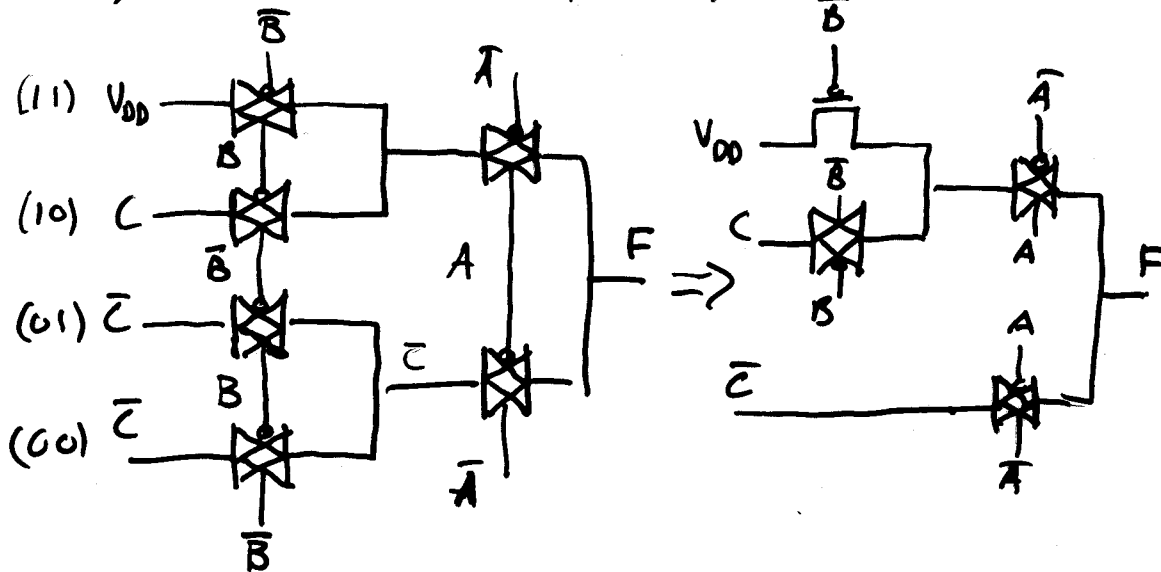 B̅
B̅
A̅
A̅
(11) V_DD
B
V_DD
B̅
(10) C
C
A
B̅
A
F
F
B
(01) C̅
⇒
C̅
A
B
C̅
(00) C̅
A̅
A̅
B̅